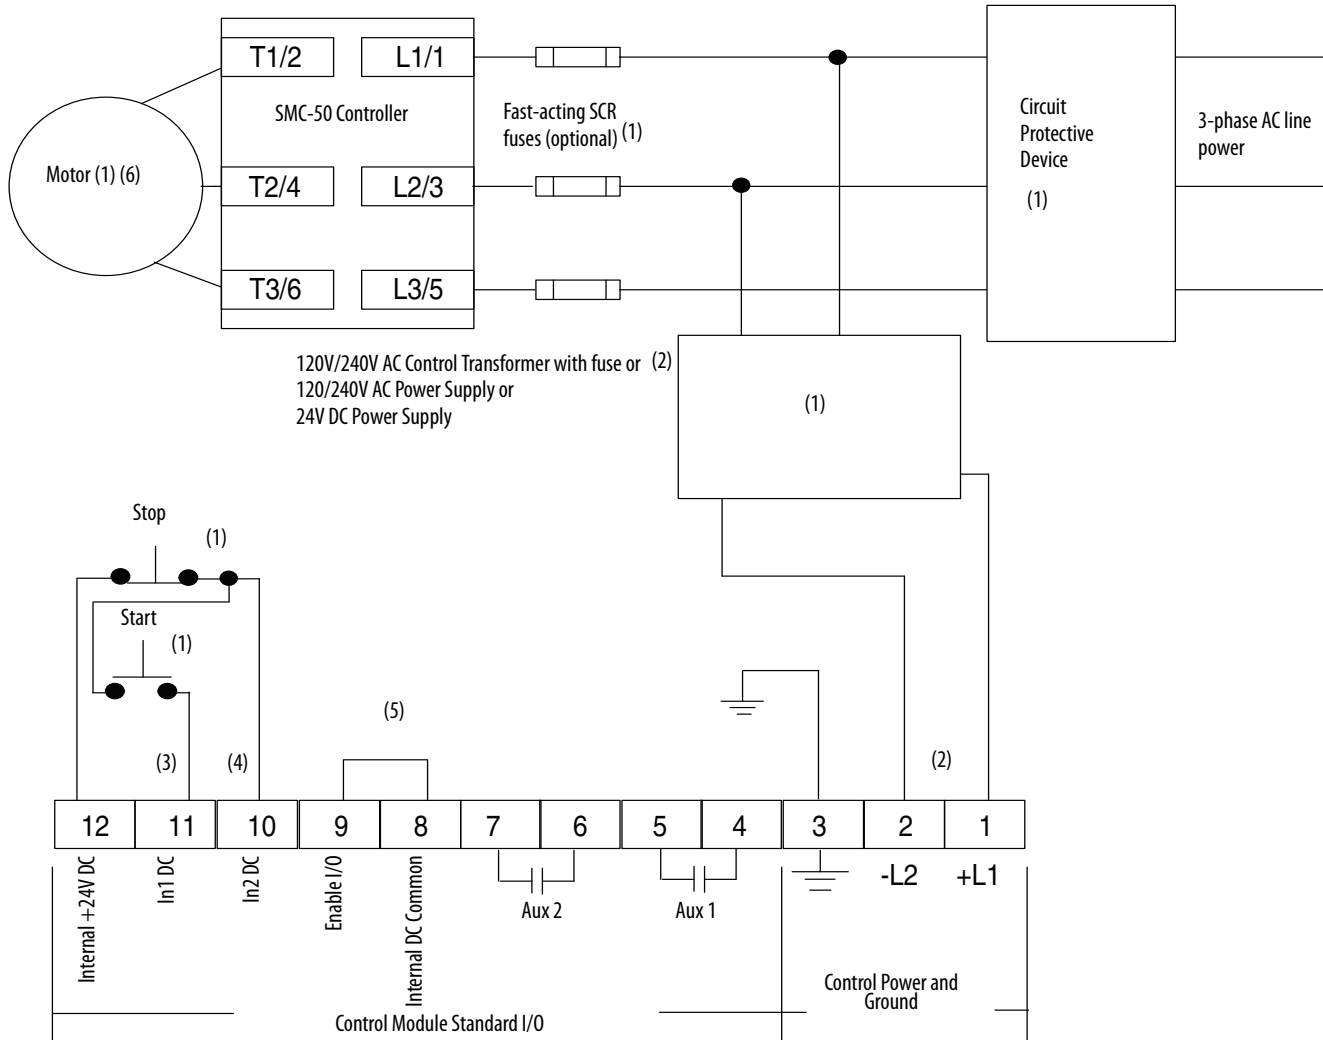 T1/2
L1/1
SMC-50 Controller
Fast-acting SCR
fuses (optional) (1)
Circuit
Protective
Device
(1)
3-phase AC line
power
Motor (1) (6)
T2/4
L2/3
T3/6
L3/5
120V/240V AC Control Transformer with fuse or (2)
120/240V AC Power Supply or
24V DC Power Supply
(1)
Stop
(1)
Start
(1)
(5)
(3)
(4)
(2)
12 11 10 9 8 7 6 5 4 3 2 1
Internal +24V DC
In1 DC
In2 DC
Enable I/O
Internal DC Common
Aux 2
Aux 1
-L2
+L1
Control Power and
Ground
Control Module Standard I/O